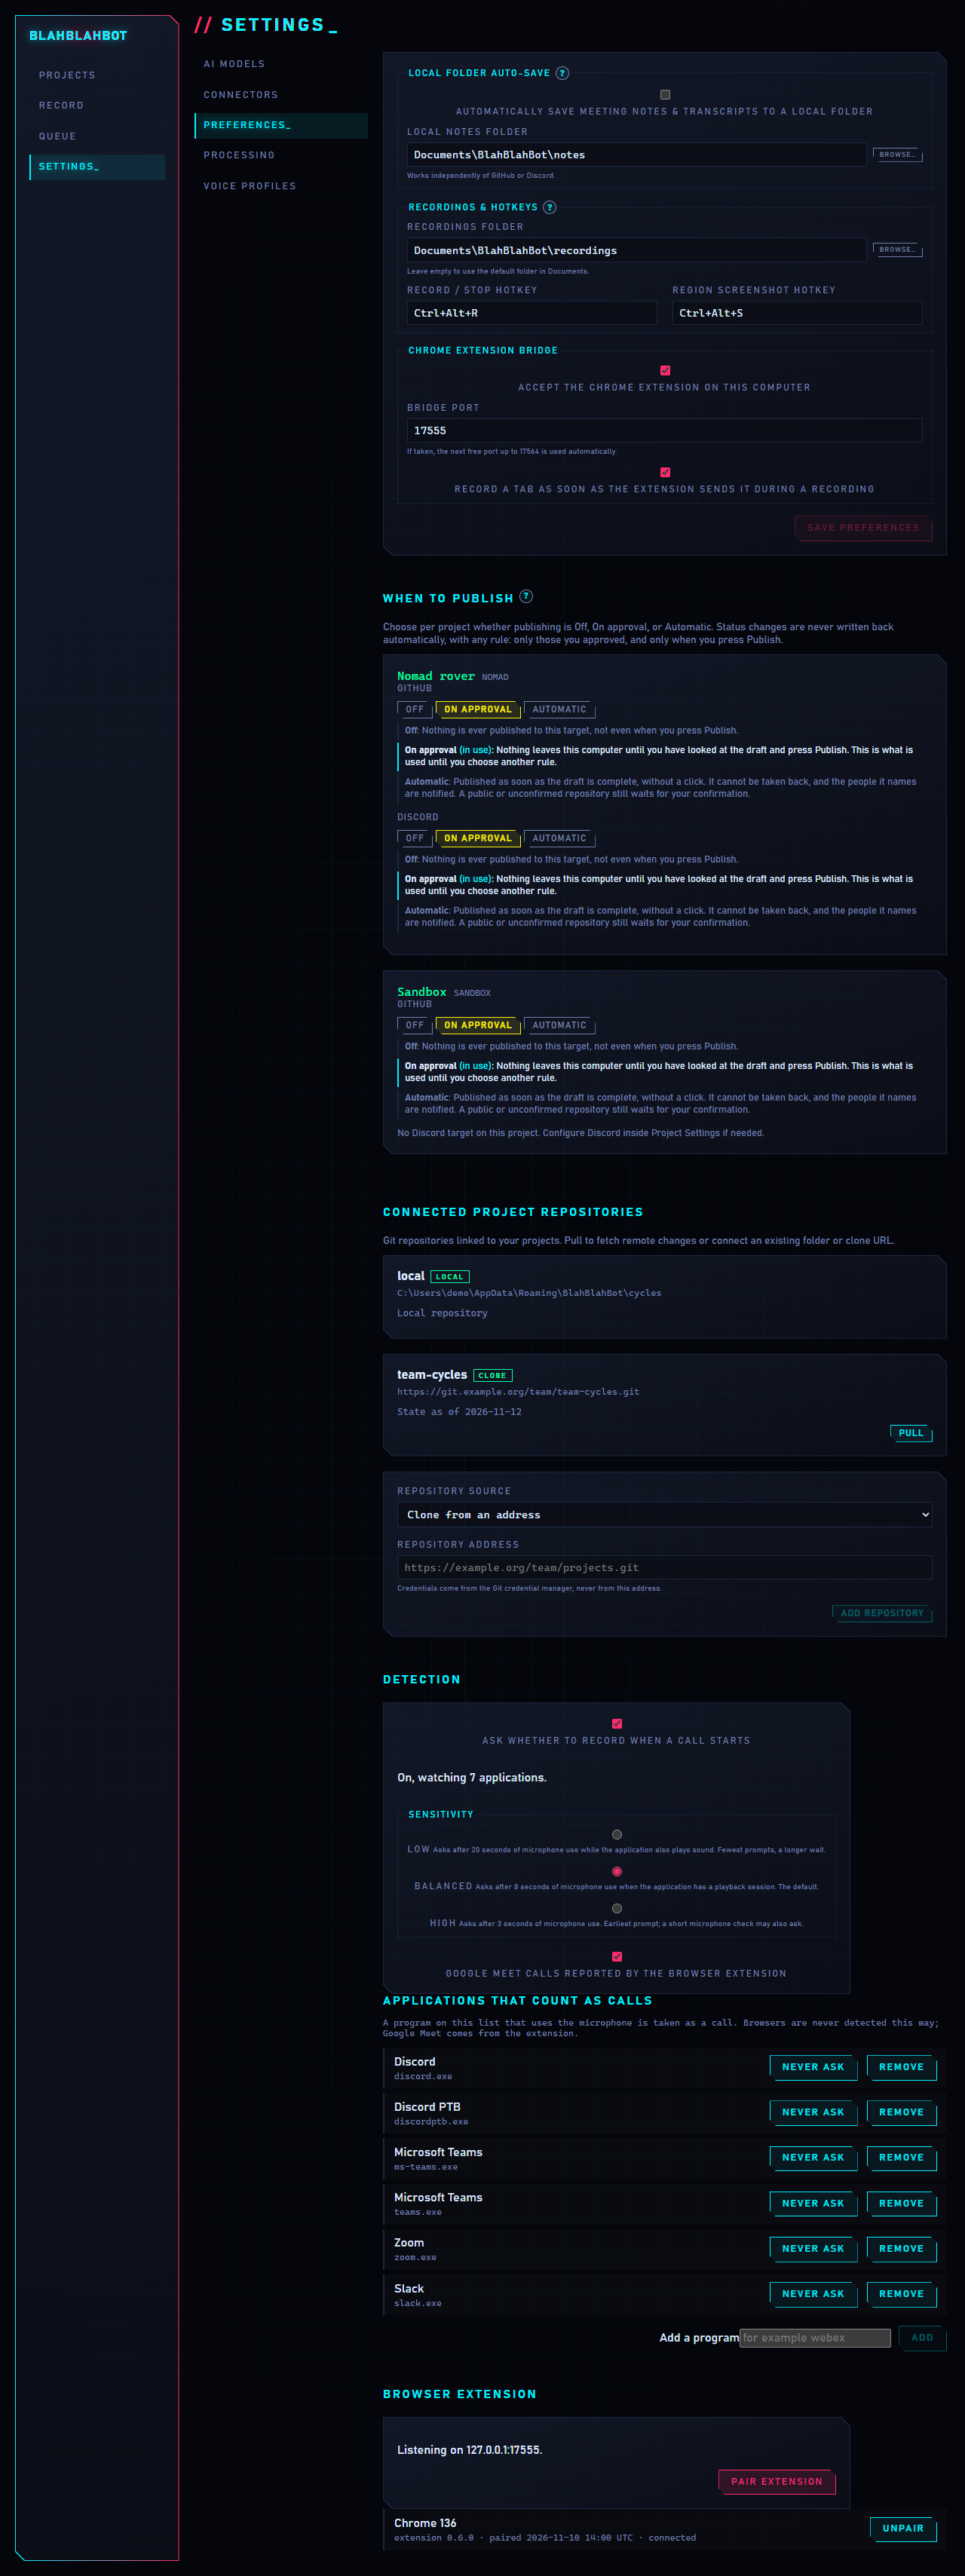 BLAHBLAHBOT
PROJECTS
RECORD
QUEUE
SETTINGS_
// SETTINGS_
AI MODELS
CONNECTORS
PREFERENCES_
PROCESSING
VOICE PROFILES
LOCAL FOLDER AUTO-SAVE ?
AUTOMATICALLY SAVE MEETING NOTES & TRANSCRIPTS TO A LOCAL FOLDER
LOCAL NOTES FOLDER
Documents\BlahBlahBot\notes
BROWSE…
Works independently of GitHub or Discord.
RECORDINGS & HOTKEYS ?
RECORDINGS FOLDER
Documents\BlahBlahBot\recordings
BROWSE…
Leave empty to use the default folder in Documents.
RECORD / STOP HOTKEY
REGION SCREENSHOT HOTKEY
Ctrl+Alt+R
Ctrl+Alt+S
CHROME EXTENSION BRIDGE
ACCEPT THE CHROME EXTENSION ON THIS COMPUTER
BRIDGE PORT
17555
If taken, the next free port up to 17564 is used automatically.
RECORD A TAB AS SOON AS THE EXTENSION SENDS IT DURING A RECORDING
SAVE PREFERENCES
WHEN TO PUBLISH ?
Choose per project whether publishing is Off, On approval, or Automatic. Status changes are never written back
automatically, with any rule: only those you approved, and only when you press Publish.
Nomad rover NOMAD
GITHUB
OFF ON APPROVAL AUTOMATIC
Off: Nothing is ever published to this target, not even when you press Publish.
On approval (in use): Nothing leaves this computer until you have looked at the draft and press Publish. This is what is
used until you choose another rule.
Automatic: Published as soon as the draft is complete, without a click. It cannot be taken back, and the people it names
are notified. A public or unconfirmed repository still waits for your confirmation.
DISCORD
OFF ON APPROVAL AUTOMATIC
Off: Nothing is ever published to this target, not even when you press Publish.
On approval (in use): Nothing leaves this computer until you have looked at the draft and press Publish. This is what is
used until you choose another rule.
Automatic: Published as soon as the draft is complete, without a click. It cannot be taken back, and the people it names
are notified. A public or unconfirmed repository still waits for your confirmation.
Sandbox SANDBOX
GITHUB
OFF ON APPROVAL AUTOMATIC
Off: Nothing is ever published to this target, not even when you press Publish.
On approval (in use): Nothing leaves this computer until you have looked at the draft and press Publish. This is what is
used until you choose another rule.
Automatic: Published as soon as the draft is complete, without a click. It cannot be taken back, and the people it names
are notified. A public or unconfirmed repository still waits for your confirmation.
No Discord target on this project. Configure Discord inside Project Settings if needed.
CONNECTED PROJECT REPOSITORIES
Git repositories linked to your projects. Pull to fetch remote changes or connect an existing folder or clone URL.
local LOCAL
C:\Users\demo\AppData\Roaming\BlahBlahBot\cycles
Local repository
team-cycles CLONE
https://git.example.org/team/team-cycles.git
State as of 2026-11-12
PULL
REPOSITORY SOURCE
Clone from an address
REPOSITORY ADDRESS
https://example.org/team/projects.git
Credentials come from the Git credential manager, never from this address.
ADD REPOSITORY
DETECTION
ASK WHETHER TO RECORD WHEN A CALL STARTS
On, watching 7 applications.
SENSITIVITY
LOW Asks after 20 seconds of microphone use while the application also plays sound. Fewest prompts, a longer wait.
BALANCED Asks after 8 seconds of microphone use when the application has a playback session. The default.
HIGH Asks after 3 seconds of microphone use. Earliest prompt; a short microphone check may also ask.
GOOGLE MEET CALLS REPORTED BY THE BROWSER EXTENSION
APPLICATIONS THAT COUNT AS CALLS
A program on this list that uses the microphone is taken as a call. Browsers are never detected this way;
Google Meet comes from the extension.
Discord
discord.exe
NEVER ASK REMOVE
Discord PTB
discordptb.exe
NEVER ASK REMOVE
Microsoft Teams
ms-teams.exe
NEVER ASK REMOVE
Microsoft Teams
teams.exe
NEVER ASK REMOVE
Zoom
zoom.exe
NEVER ASK REMOVE
Slack
slack.exe
NEVER ASK REMOVE
Add a program for example webex ADD
BROWSER EXTENSION
Listening on 127.0.0.1:17555.
PAIR EXTENSION
Chrome 136
extension 0.6.0 · paired 2026-11-10 14:00 UTC · connected
UNPAIR